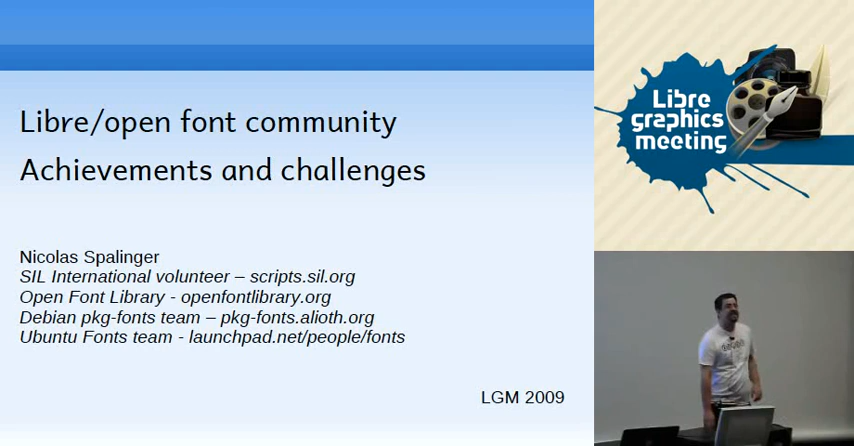 Libre/open font community
Achievements and challenges
Nicolas Spalinger
SIL International volunteer – scripts.sil.org
Open Font Library - openfontlibrary.org
Debian pkg-fonts team – pkg-fonts.alioth.org
Ubuntu Fonts team - launchpad.net/people/fonts
LGM 2009
Libre
graphics
meeting